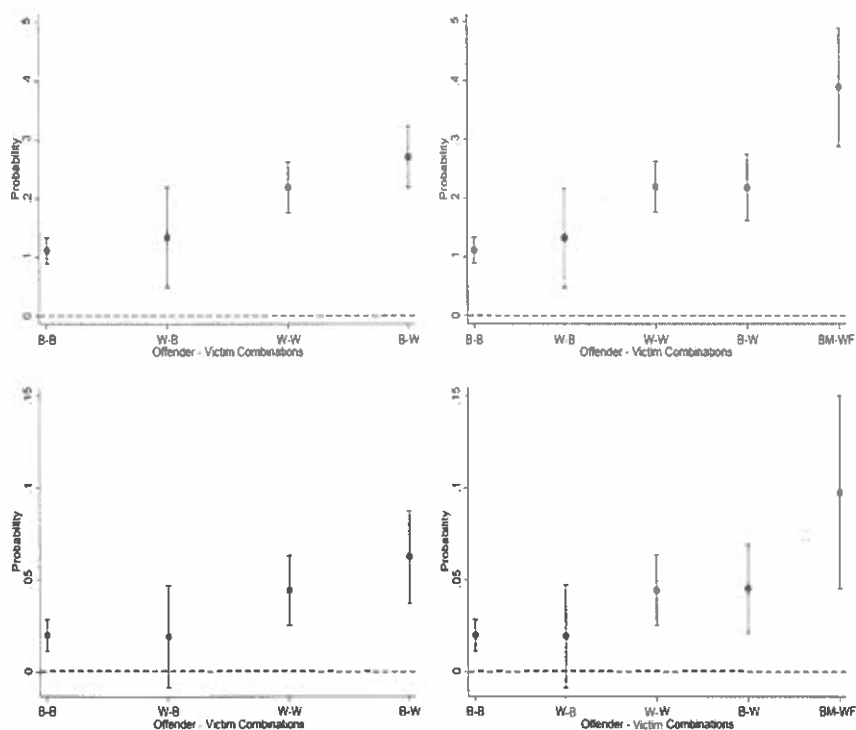 Probability
.5
.4
.3
.2
.1
0
B-B W-B W-W B-W
Offender - Victim Combinations
Probability
.5
.4
.3
.2
.1
0
B-B W-B W-W B-W BM-WF
Offender - Victim Combinations
Probability
.15
.1
.05
0
B-B W-B W-W B-W
Offender - Victim Combinations
Probability
.15
.1
.05
0
B-B W-B W-W B-W BM-WF
Offender - Victim Combinations